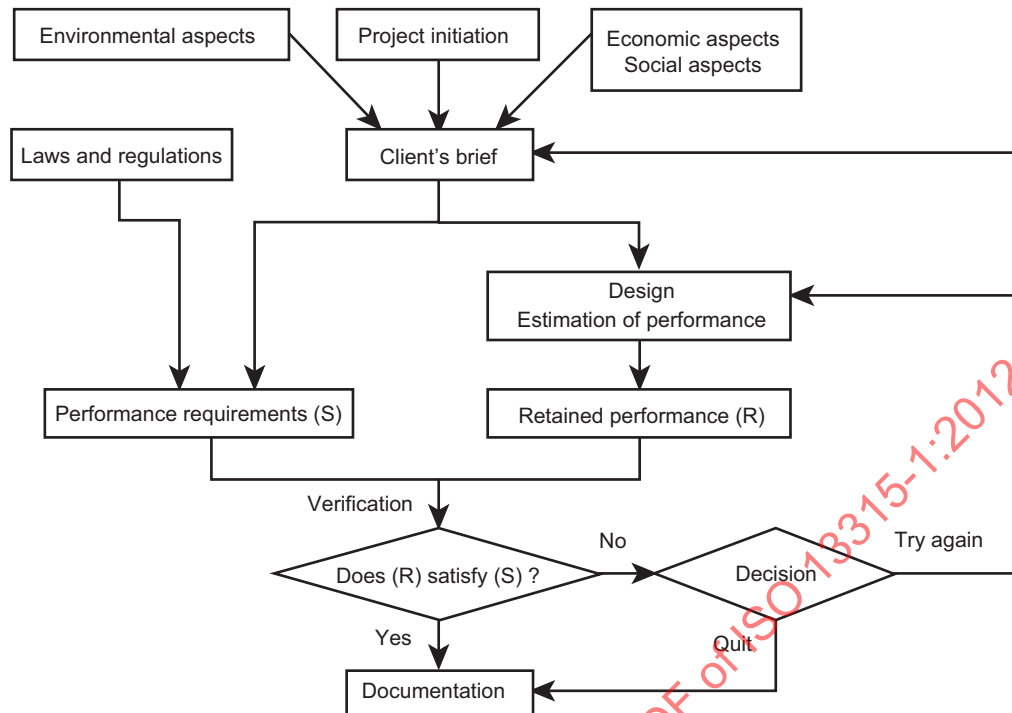 Environmental aspects
Project initiation
Economic aspects
Social aspects
Laws and regulations
Client's brief
Design
Estimation of performance
Performance requirements (S)
Retained performance (R)
Verification
Does (R) satisfy (S) ?
No
Decision
Try again
Yes
Quit
Documentation
of ISO 13315-1:2012